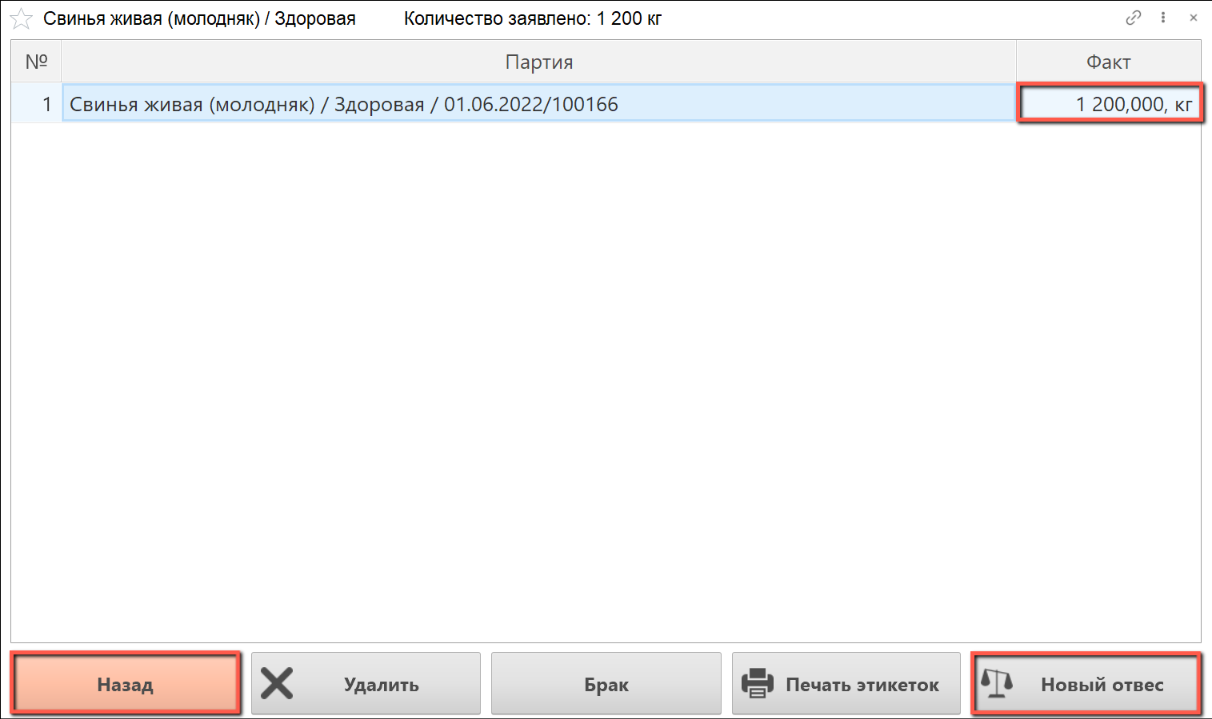 Свинья живая (молодняк) / Здоровая Количество заявлено: 1 200 кг
№ Партия Факт
1 Свинья живая (молодняк) / Здоровая / 01.06.2022/100166 1 200,000, кг
Назад Удалить Брак Печать этикеток Новый отвес